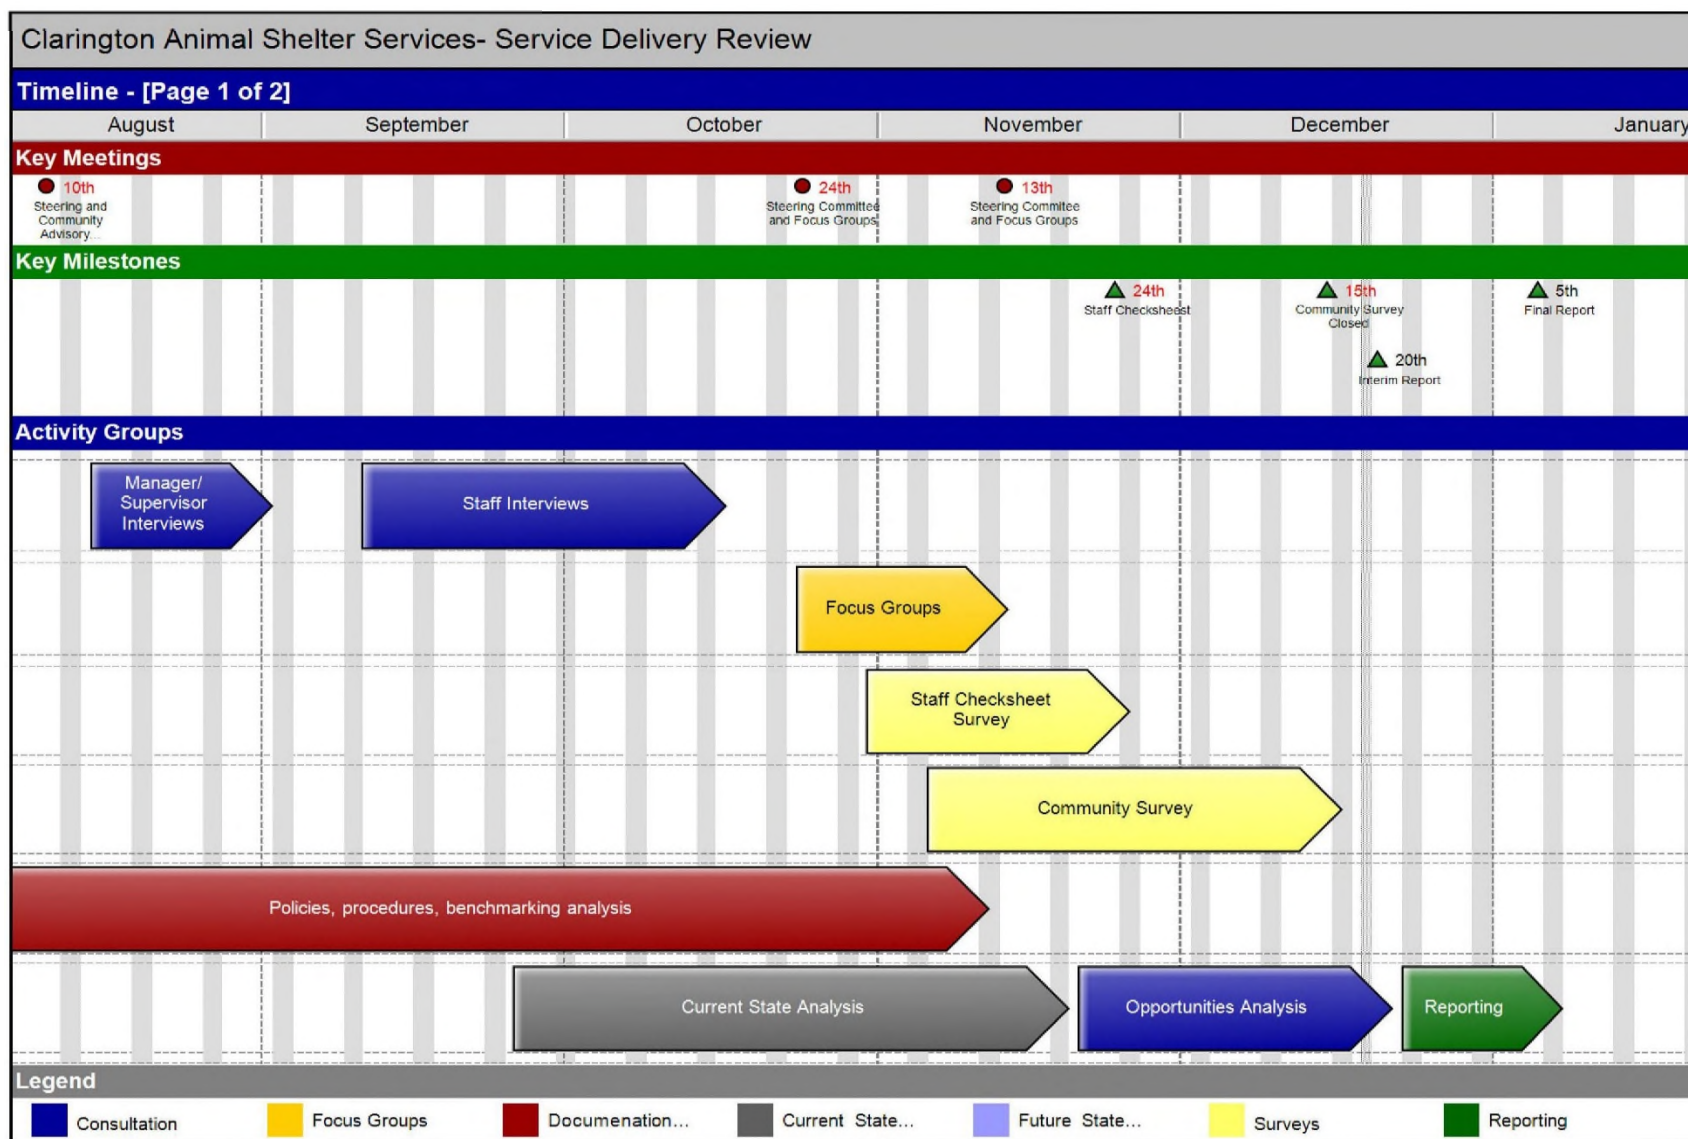 Clarington Animal Shelter Services- Service Delivery Review
Timeline - [Page 1 of 2]
August September October November December January
Key Meetings
10th
Steering and
Community
Advisory...
24th
Steering Committee
and Focus Groups
13th
Steering Commitee
and Focus Groups
Key Milestones
24th
Staff Checksheest
15th
Community Survey
Closed
5th
Final Report
20th
Interim Report
Activity Groups
Manager/
Supervisor
Interviews
Staff Interviews
Focus Groups
Staff Checksheet
Survey
Community Survey
Policies, procedures, benchmarking analysis
Current State Analysis
Opportunities Analysis
Reporting
Legend
Consultation
Focus Groups
Documenation...
Current State...
Future State...
Surveys
Reporting